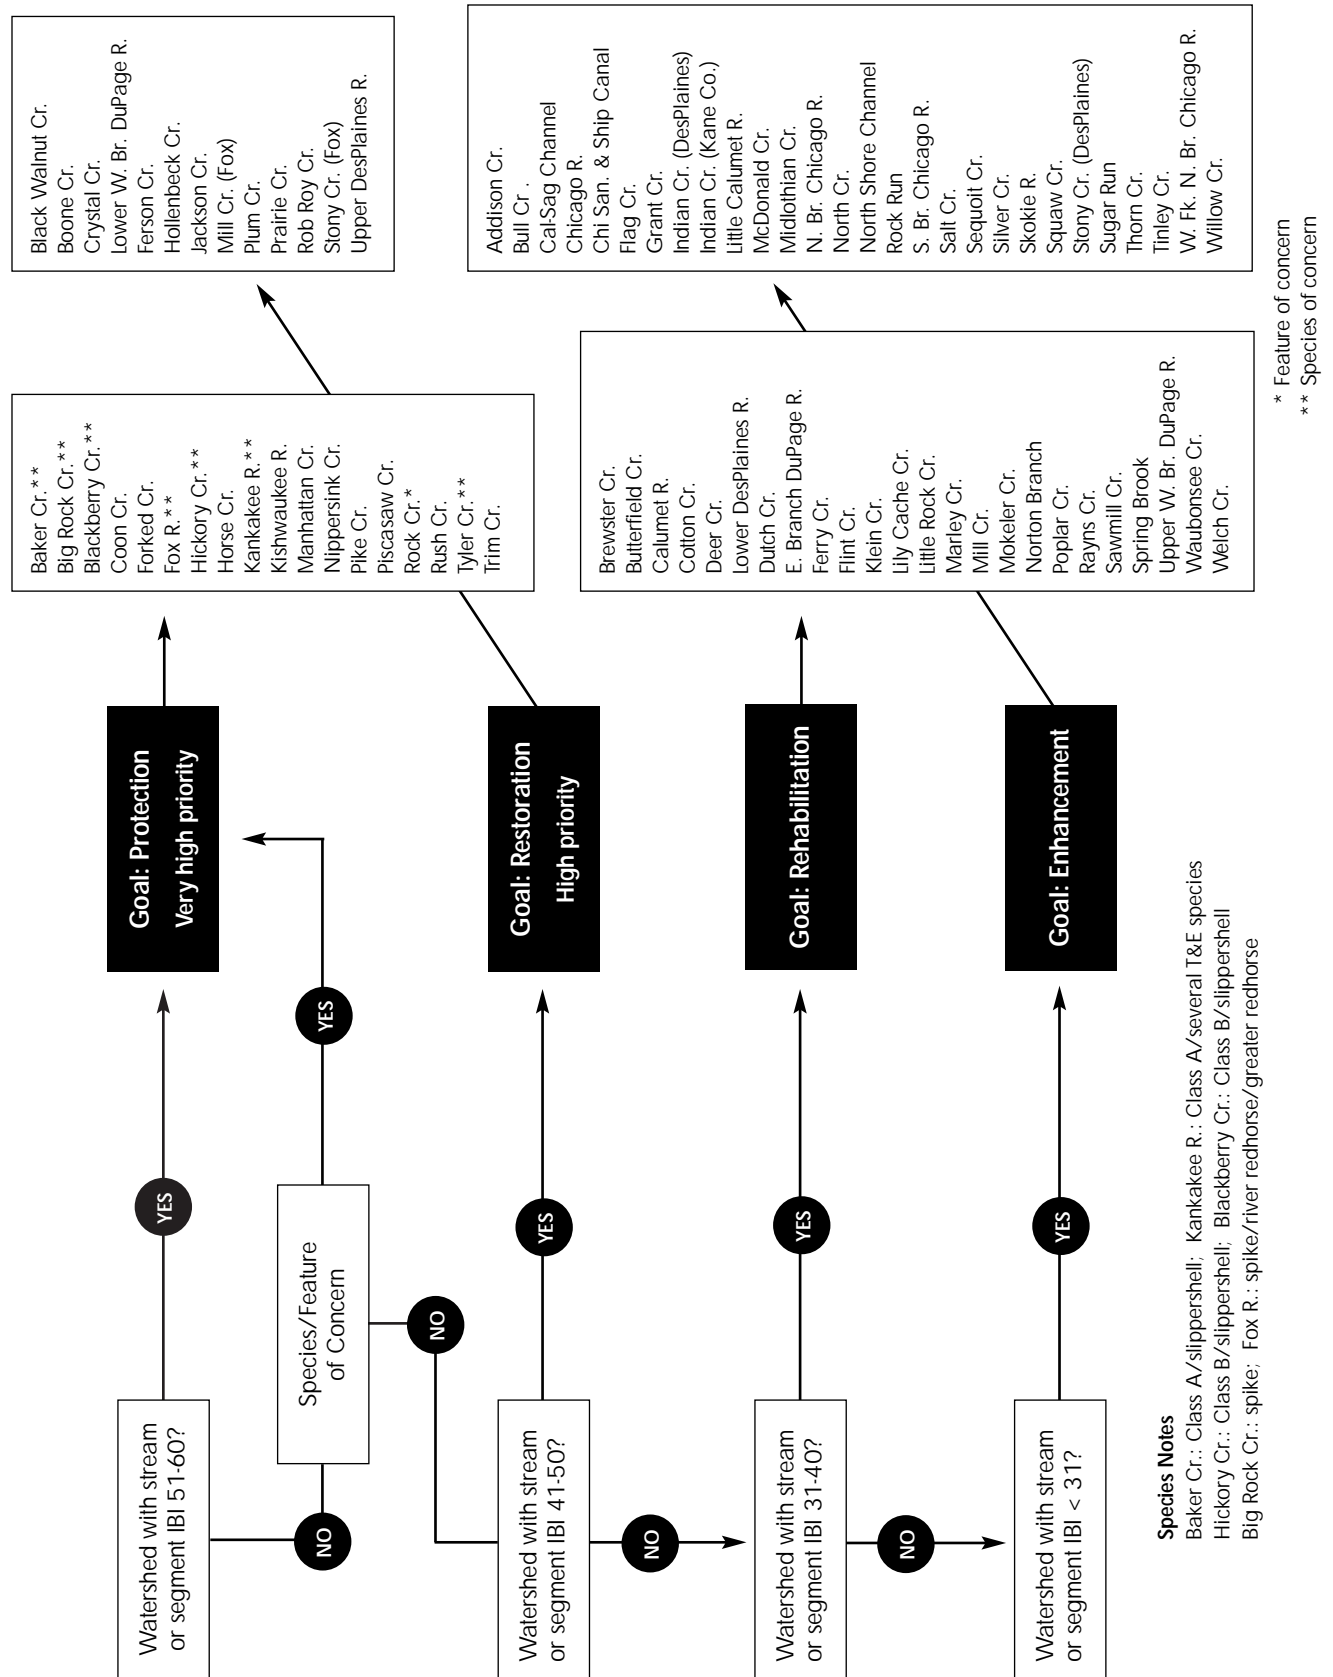 Watershed with stream
or segment IBI 51-60?
YES
Goal: Protection
Very high priority
NO
Species/Feature
of Concern
YES
NO
Watershed with stream
or segment IBI 41-50?
YES
Goal: Restoration
High priority
NO
Watershed with stream
or segment IBI 31-40?
YES
Goal: Rehabilitation
NO
Watershed with stream
or segment IBI < 31?
YES
Goal: Enhancement
Baker Cr.**
Big Rock Cr.**
Blackberry Cr.**
Coon Cr.
Forked Cr.
Fox R.**
Hickory Cr.**
Horse Cr.
Kankakee R.**
Kishwaukee R.
Manhattan Cr.
Nippersink Cr.
Pike Cr.
Piscasaw Cr.
Rock Cr.*
Rush Cr.
Tyler Cr.**
Trim Cr.
Black Walnut Cr.
Boone Cr.
Crystal Cr.
Lower W. Br. DuPage R.
Ferson Cr.
Hollenbeck Cr.
Jackson Cr.
Mill Cr. (Fox)
Plum Cr.
Prairie Cr.
Rob Roy Cr.
Stony Cr. (Fox)
Upper DesPlaines R.
Brewster Cr.
Butterfield Cr.
Calumet R.
Cotton Cr.
Deer Cr.
Lower DesPlaines R.
Dutch Cr.
E. Branch DuPage R.
Ferry Cr.
Flint Cr.
Klein Cr.
Lily Cache Cr.
Little Rock Cr.
Marley Cr.
Mill Cr.
Mokeler Cr.
Norton Branch
Poplar Cr.
Rayns Cr.
Sawmill Cr.
Spring Brook
Upper W. Br. DuPage R.
Waubonsee Cr.
Welch Cr.
Addison Cr.
Bull Cr .
Cal-Sag Channel
Chicago R.
Chi San. & Ship Canal
Flag Cr.
Grant Cr.
Indian Cr. (DesPlaines)
Indian Cr. (Kane Co.)
Little Calumet R.
McDonald Cr.
Midlothian Cr.
N. Br. Chicago R.
North Cr.
North Shore Channel
Rock Run
S. Br. Chicago R.
Salt Cr.
Sequoit Cr.
Silver Cr.
Skokie R.
Squaw Cr.
Stony Cr. (DesPlaines)
Sugar Run
Thorn Cr.
Tinley Cr.
W. Fk. N. Br. Chicago R.
Willow Cr.
Species Notes
Baker Cr.: Class A/slippershell; Kankakee R.: Class A/several T&E species
Hickory Cr.: Class B/slippershell; Blackberry Cr.: Class B/slippershell
Big Rock Cr.: spike; Fox R.: spike/river redhorse/greater redhorse
* Feature of concern
** Species of concern